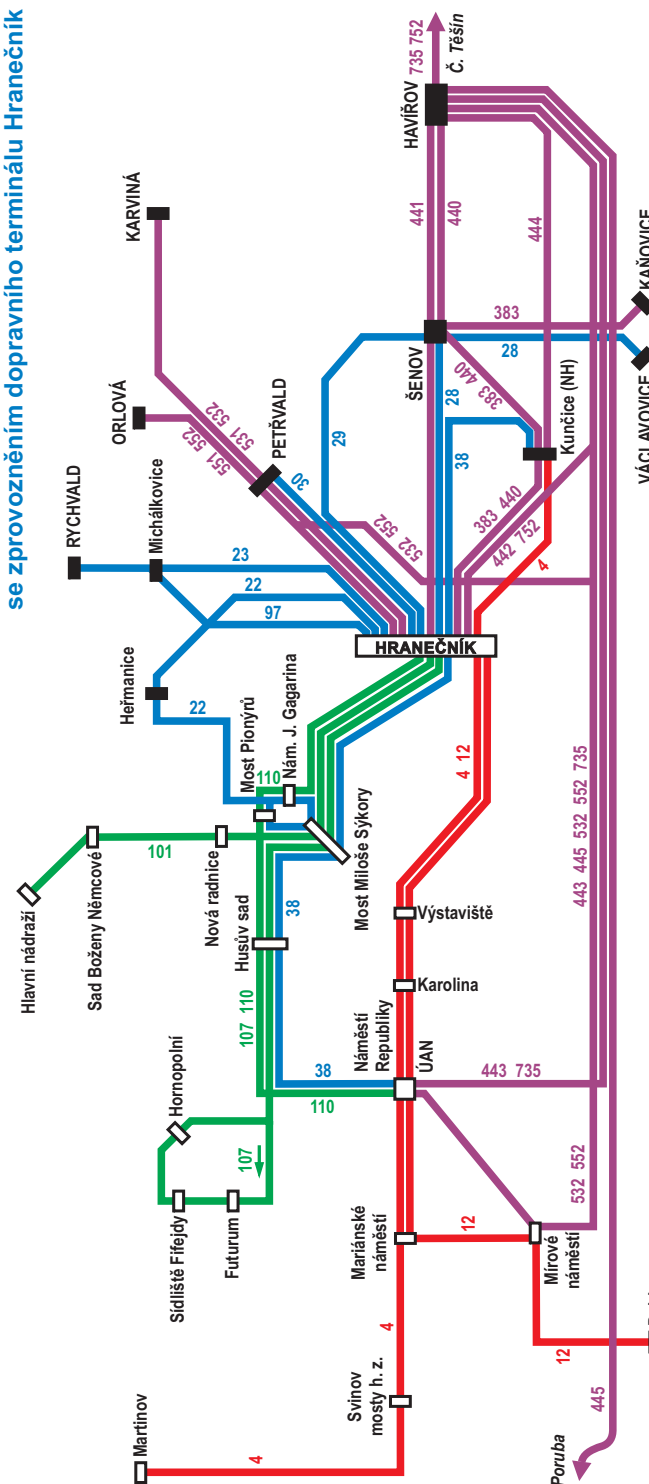 se zprovozněním dopravního terminálu Hranečník
735 752
Č. Těšín
HAVÍŘOV
KARVINÁ
441
440
444
KAŇOVICE
383
ŠENOV
28
VÁCLAVOVICE
ORLOVÁ
531 532
551 552
PETŘVALD
30
29
383 440
28
38
Kunčice (NH)
RYCHVALD
Michálkovice
23
22
97
532 552
383 440
442 752
4
HRANEČNÍK
Heřmanice
22
Most Pionýrů
110
Nám. J. Gagarina
Most Miloše Sýkory
4 12
443 445 532 552 735
Hlavní nádraží
Sad Boženy Němcové
101
Nová radnice
Husův sad
38
Výstaviště
Karolina
107 110
Náměstí
Republiky
ÚAN
38
110
443 735
Hornopolní
107
Sídliště Fifejdy
Futurum
532 552
Mariánské
náměstí
12
Mírové
náměstí
4
12
Svinov
mosty h. z.
445
Martinov
4
Poruba